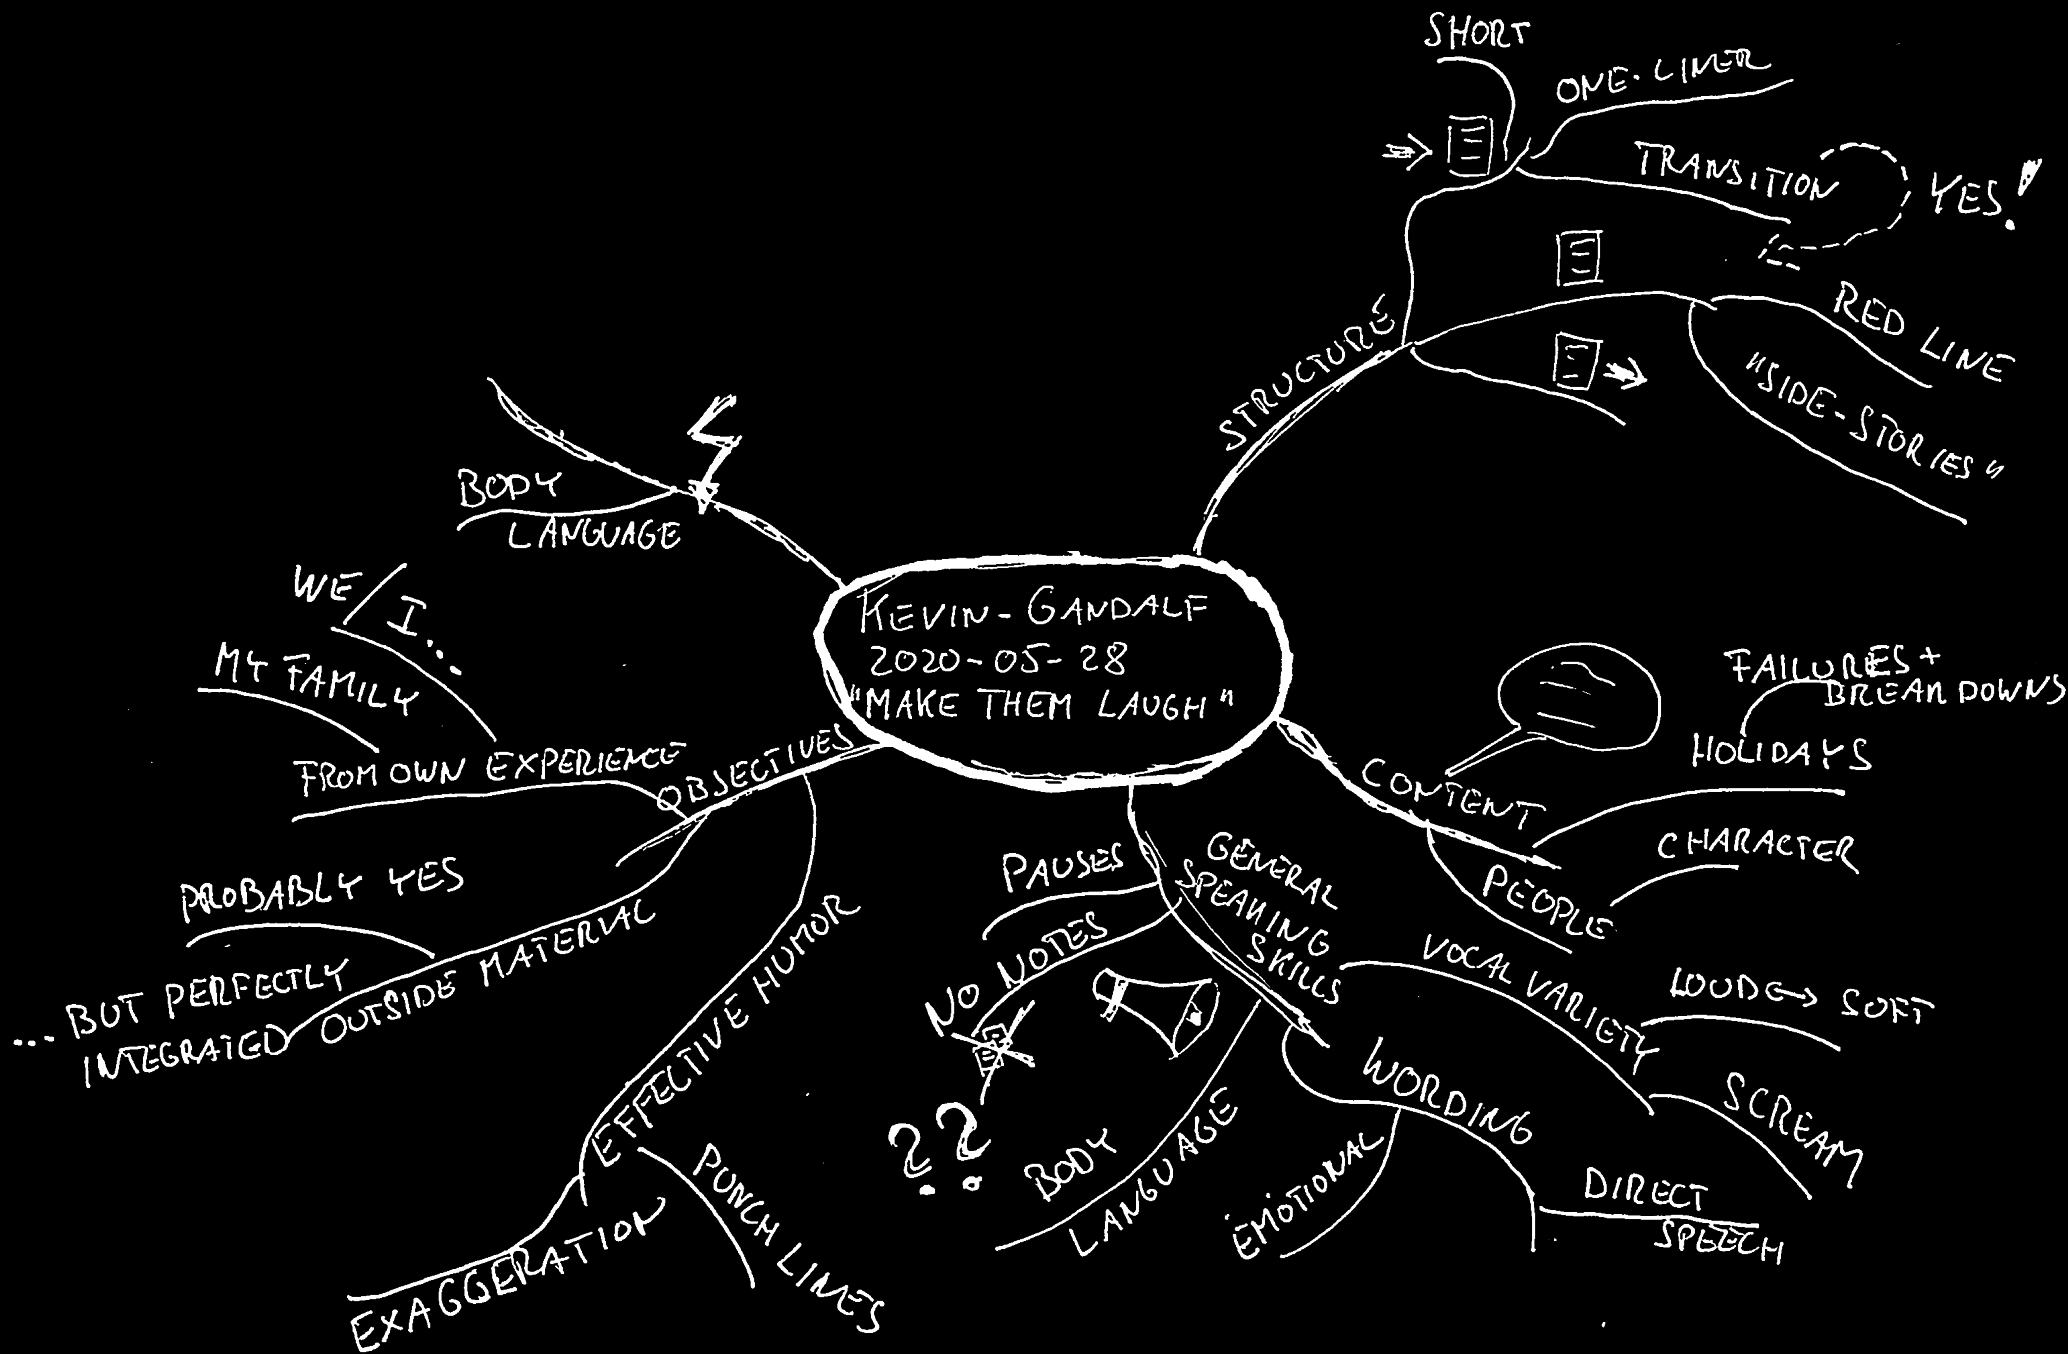 KEVIN-GANDALF
2020-05-28
"MAKE THEM LAUGH"
STRUCTURE
SHORT
ONE-LINER
TRANSITION
YES!
RED LINE
"SIDE-STORIES"
CONTENT
FAILURES +
BREAKDOWNS
HOLIDAYS
CHARACTER
PEOPLE
GENERAL
SPEAKING
SKILLS
VOCAL VARIETY
LOUD <-> SOFT
SCREAM
WORDING
DIRECT
SPEECH
EMOTIONAL
BODY
LANGUAGE
PAUSES
NO NOTES
??
OBJECTIVES
EFFECTIVE HUMOR
PUNCH LINES
EXAGGERATION
OUTSIDE MATERIAL
PROBABLY YES
... BUT PERFECTLY
INTEGRATED
FROM OWN EXPERIENCE
MY FAMILY
WE/I...
BODY
LANGUAGE